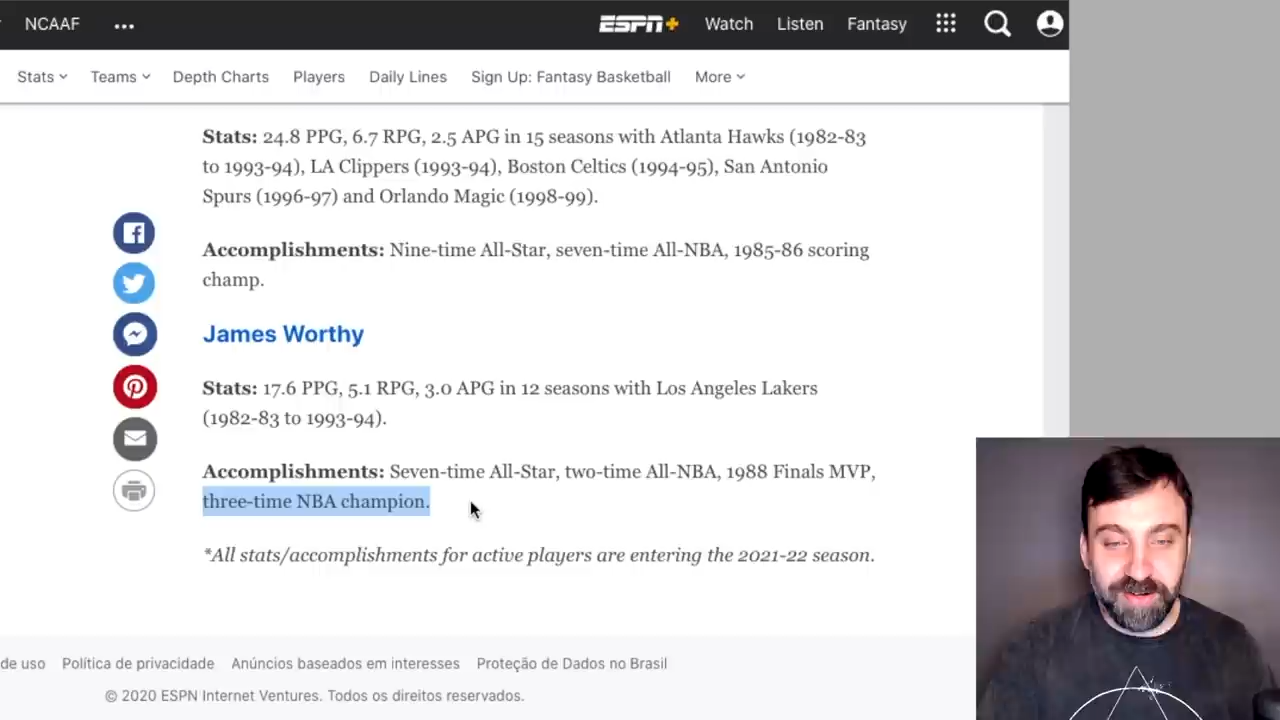 NCAAF ... ESPN+ Watch Listen Fantasy
Stats Teams Depth Charts Players Daily Lines Sign Up: Fantasy Basketball More
Stats: 24.8 PPG, 6.7 RPG, 2.5 APG in 15 seasons with Atlanta Hawks (1982-83
to 1993-94), LA Clippers (1993-94), Boston Celtics (1994-95), San Antonio
Spurs (1996-97) and Orlando Magic (1998-99).
Accomplishments: Nine-time All-Star, seven-time All-NBA, 1985-86 scoring
champ.
James Worthy
Stats: 17.6 PPG, 5.1 RPG, 3.0 APG in 12 seasons with Los Angeles Lakers
(1982-83 to 1993-94).
Accomplishments: Seven-time All-Star, two-time All-NBA, 1988 Finals MVP,
three-time NBA champion.
*All stats/accomplishments for active players are entering the 2021-22 season.
de uso Política de privacidade Anúncios baseados em interesses Proteção de Dados no Brasil
© 2020 ESPN Internet Ventures. Todos os direitos reservados.